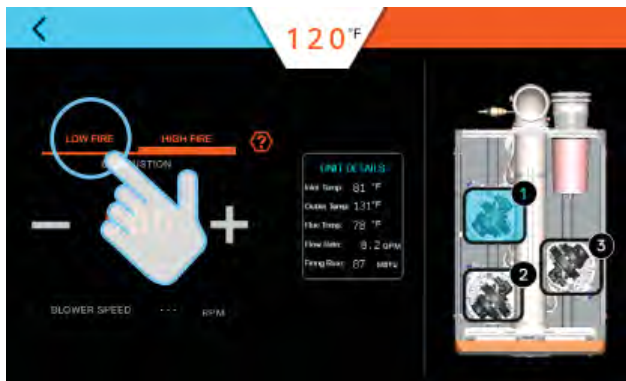 120°F
LOW FIRE
HIGH FIRE
?
UNIT DETAILS
Inlet Temp: 81 °F
Outlet Temp: 131°F
Flue Temp: 78 °F
Flow Rate: 8.2 GPM
Firing Rate: 87 MBTU
BLOWER SPEED --- RPM
1
2
3